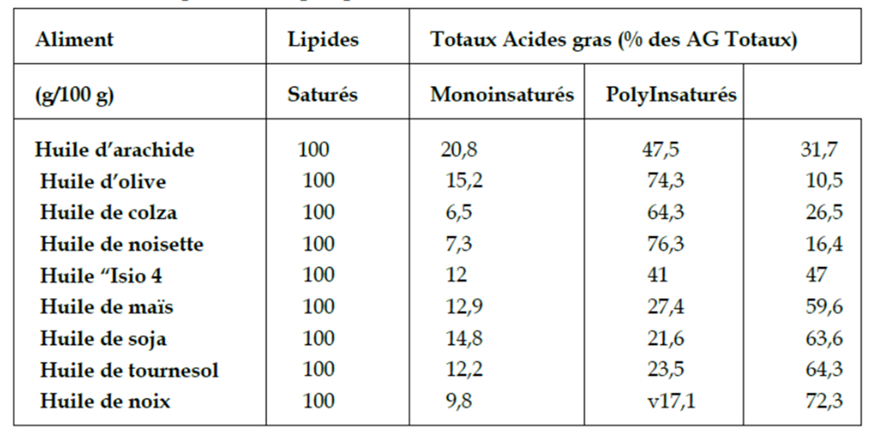 Aliment Lipides Totaux Acides gras (% des AG Totaux)
(g/100 g) Saturés Monoinsaturés PolyInsaturés
Huile d’arachide 100 20,8 47,5 31,7
Huile d’olive 100 15,2 74,3 10,5
Huile de colza 100 6,5 64,3 26,5
Huile de noisette 100 7,3 76,3 16,4
Huile “Isio 4 100 12 41 47
Huile de maïs 100 12,9 27,4 59,6
Huile de soja 100 14,8 21,6 63,6
Huile de tournesol 100 12,2 23,5 64,3
Huile de noix 100 9,8 v17,1 72,3